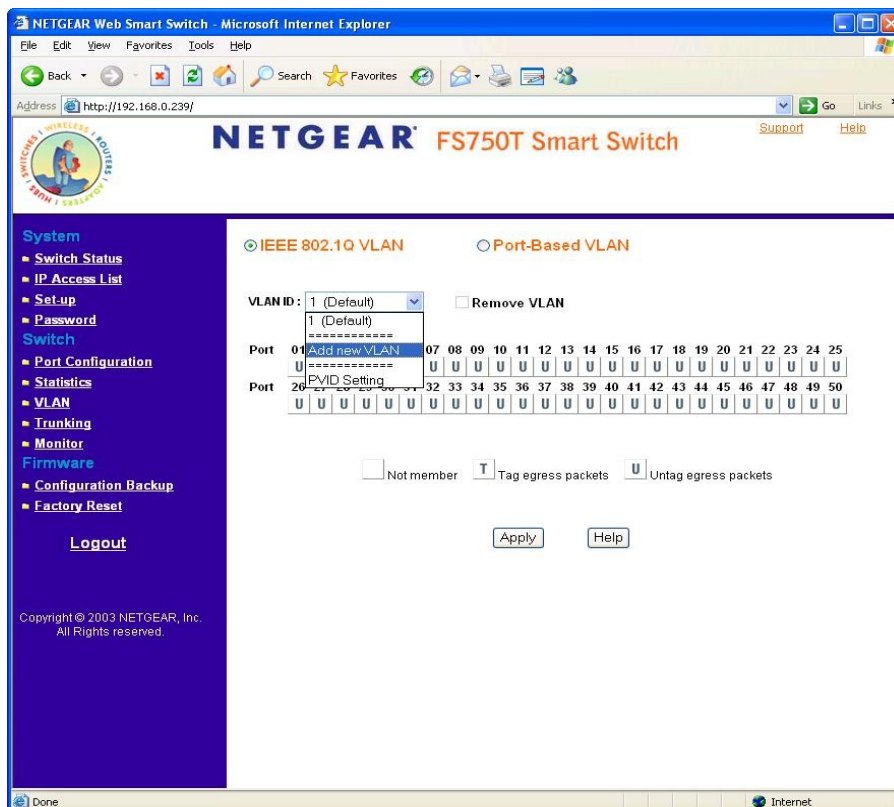 NETGEAR Web Smart Switch - Microsoft Internet Explorer
File Edit View Favorites Tools Help
Back Search Favorites
Address http://192.168.0.239/ Go Links
SWITCHES | WIRELESS | ROUTERS | ADAPTERS | HUBS
NETGEAR FS750T Smart Switch
Support Help
System
Switch Status
IP Access List
Set-up
Password
Switch
Port Configuration
Statistics
VLAN
Trunking
Monitor
Firmware
Configuration Backup
Factory Reset
Logout
Copyright © 2003 NETGEAR, Inc.
All Rights reserved.
IEEE 802.1Q VLAN Port-Based VLAN
VLAN ID : 1 (Default) Remove VLAN
1 (Default)
============
Add new VLAN
============
PVID Setting
Port 01 07 08 09 10 11 12 13 14 15 16 17 18 19 20 21 22 23 24 25
U U U U U U U U U U U U U U U U U U U U
Port 26 32 33 34 35 36 37 38 39 40 41 42 43 44 45 46 47 48 49 50
U U U U U U U U U U U U U U U U U U U U U U U U U
Not member T Tag egress packets U Untag egress packets
Apply Help
Done Internet